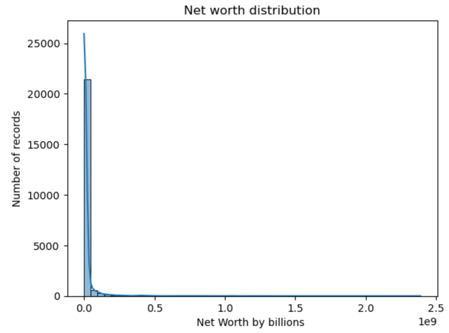 Net worth distribution
Number of records
25000
20000
15000
10000
5000
0
0.0 0.5 1.0 1.5 2.0 2.5
1e9
Net Worth by billions